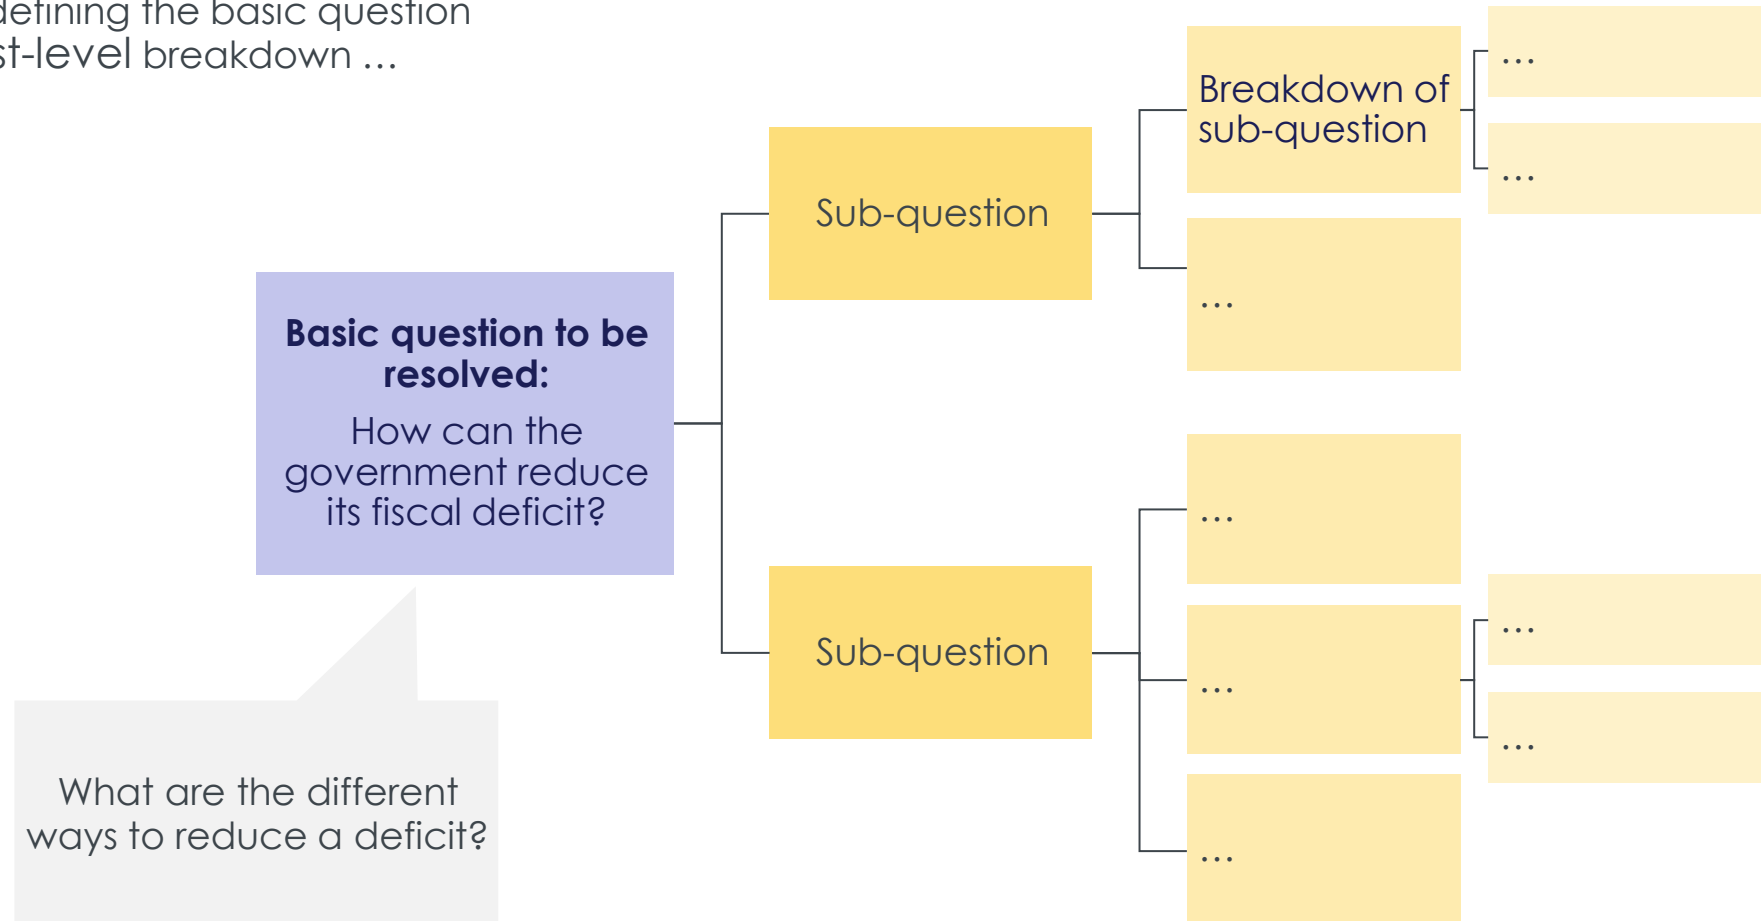 defining the basic question
st-level breakdown …
Basic question to be
resolved:
How can the
government reduce
its fiscal deficit?
What are the different
ways to reduce a deficit?
Sub-question
Breakdown of
sub-question
…
…
…
Sub-question
…
…
…
…
…